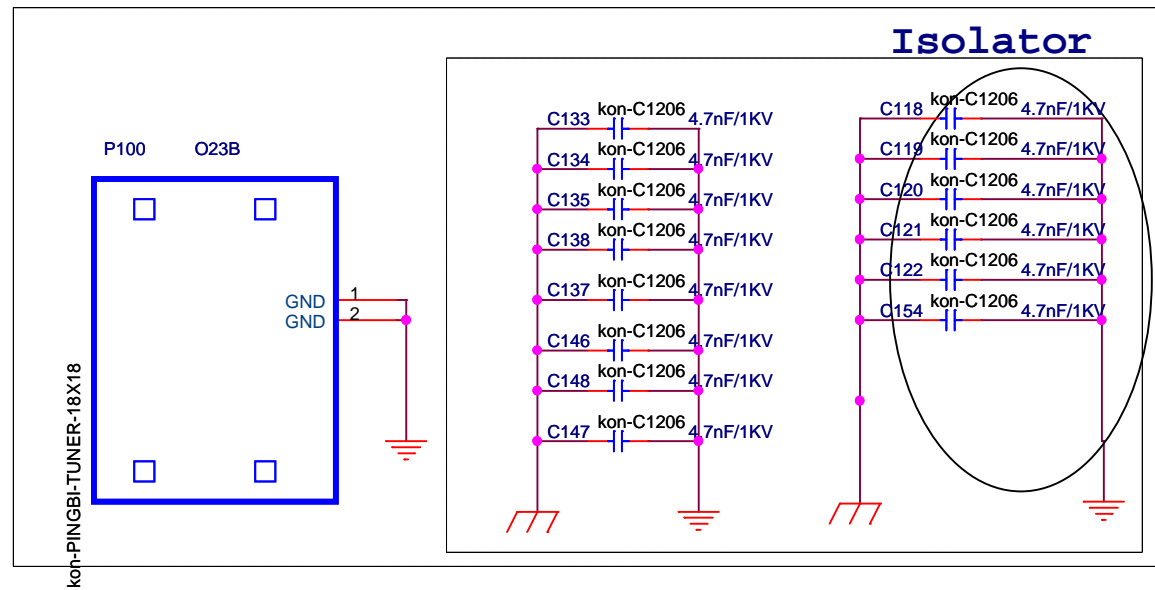 Isolator
P100 O23B
GND 1
GND 2
kon-PINGBI-TUNER-18X18
C133 kon-C1206 4.7nF/1KV
C134 kon-C1206 4.7nF/1KV
C135 kon-C1206 4.7nF/1KV
C138 kon-C1206 4.7nF/1KV
C137 kon-C1206 4.7nF/1KV
C146 kon-C1206 4.7nF/1KV
C148 kon-C1206 4.7nF/1KV
C147 kon-C1206 4.7nF/1KV
C118 kon-C1206 4.7nF/1KV
C119 kon-C1206 4.7nF/1KV
C120 kon-C1206 4.7nF/1KV
C121 kon-C1206 4.7nF/1KV
C122 kon-C1206 4.7nF/1KV
C154 kon-C1206 4.7nF/1KV